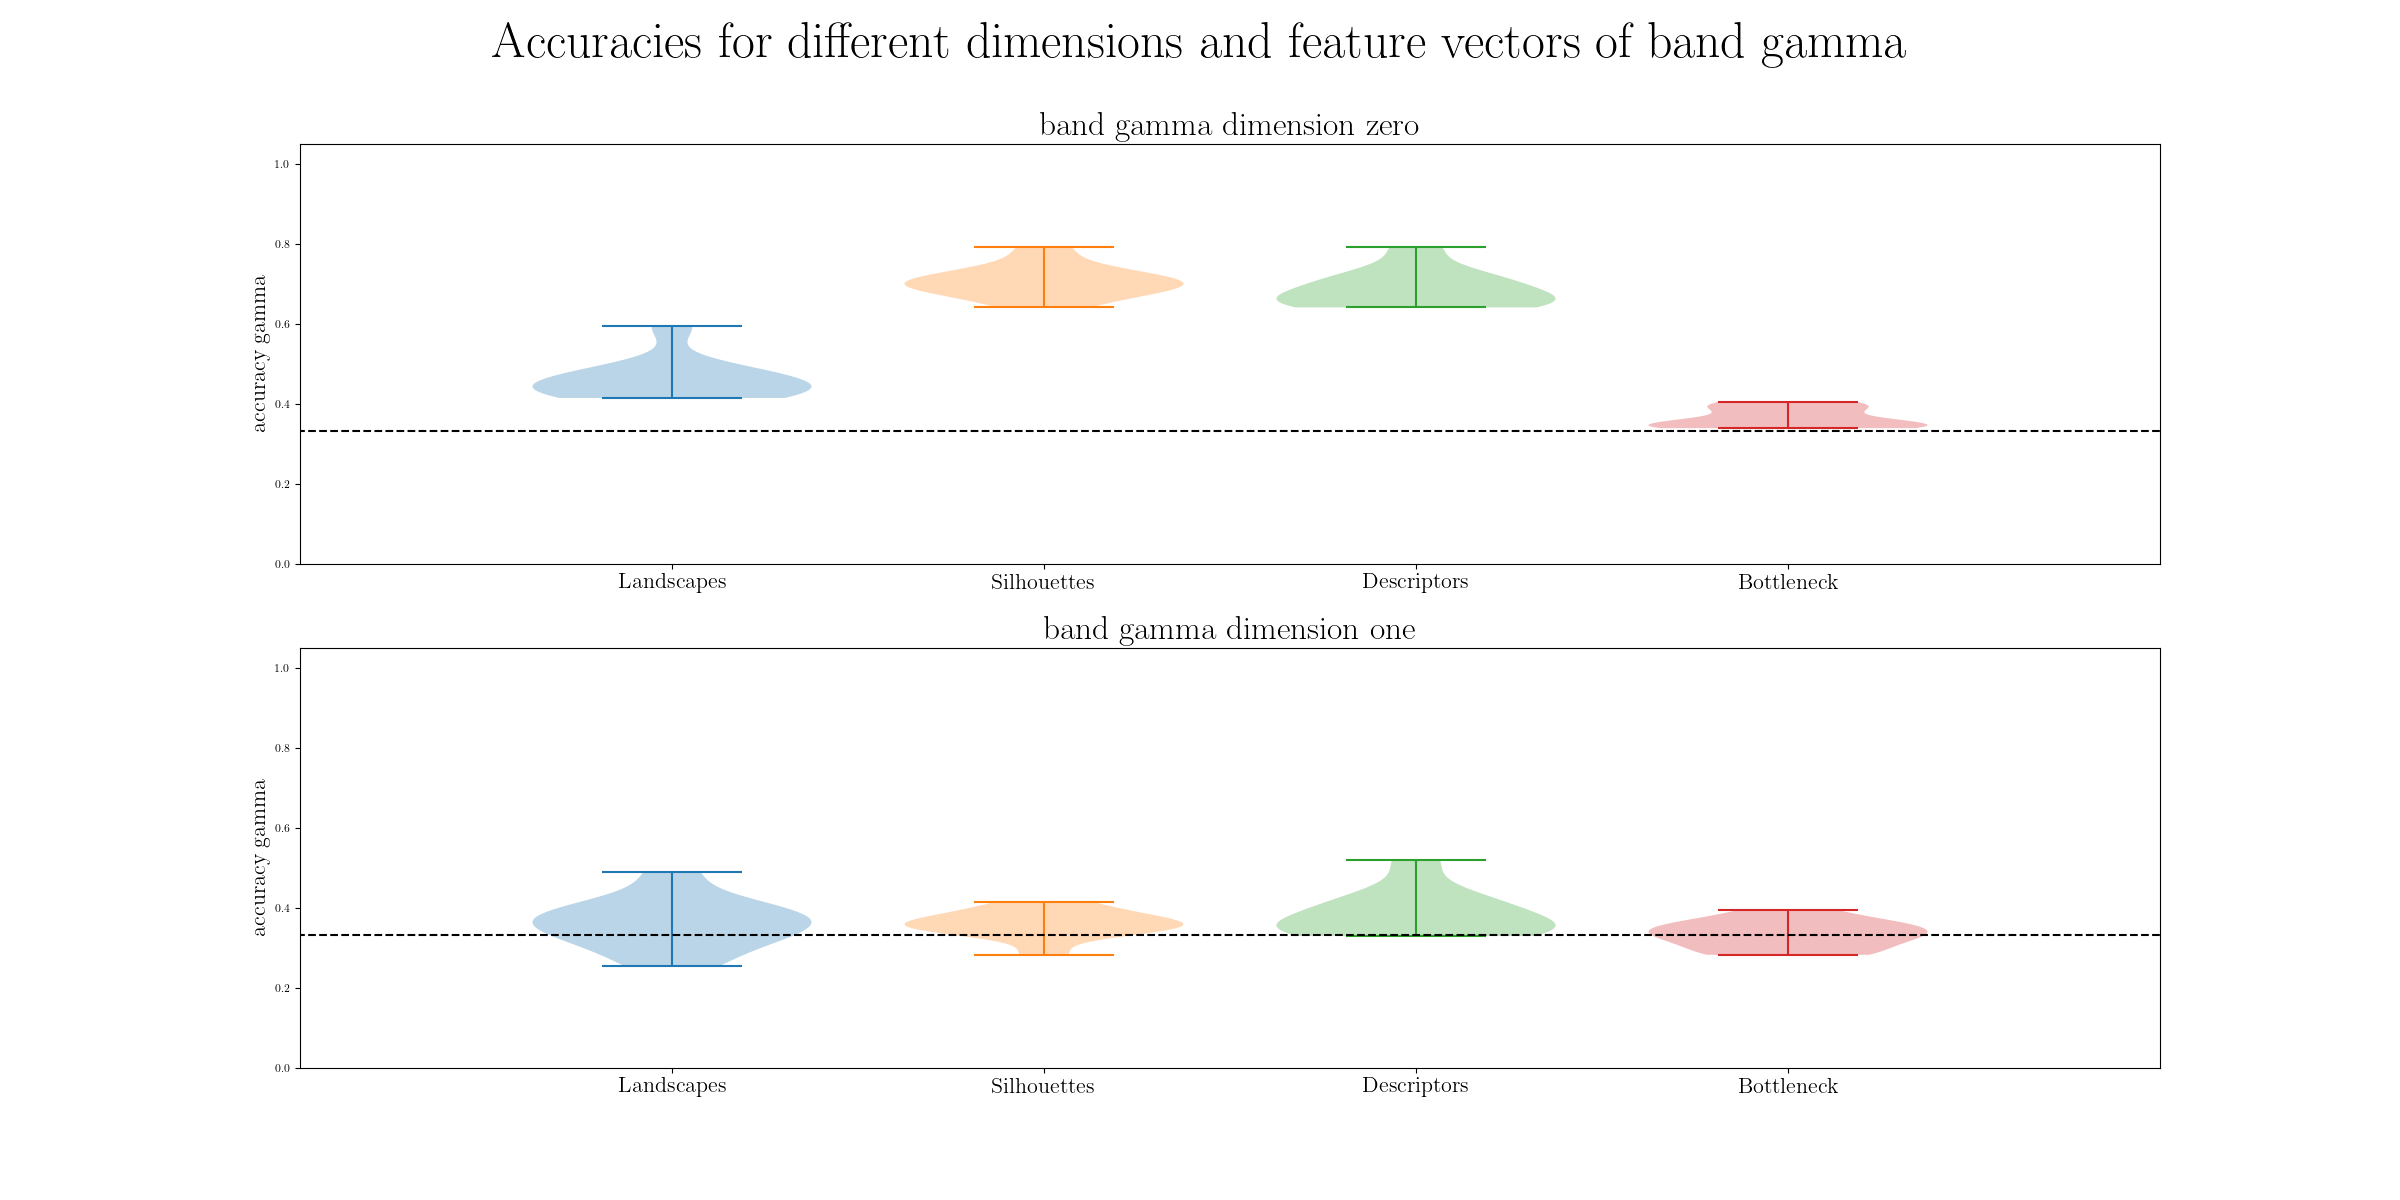 Accuracies for different dimensions and feature vectors of band gamma
band gamma dimension zero
accuracy gamma
1.0
0.8
0.6
0.4
0.2
0.0
Landscapes Silhouettes Descriptors Bottleneck
band gamma dimension one
accuracy gamma
1.0
0.8
0.6
0.4
0.2
0.0
Landscapes Silhouettes Descriptors Bottleneck